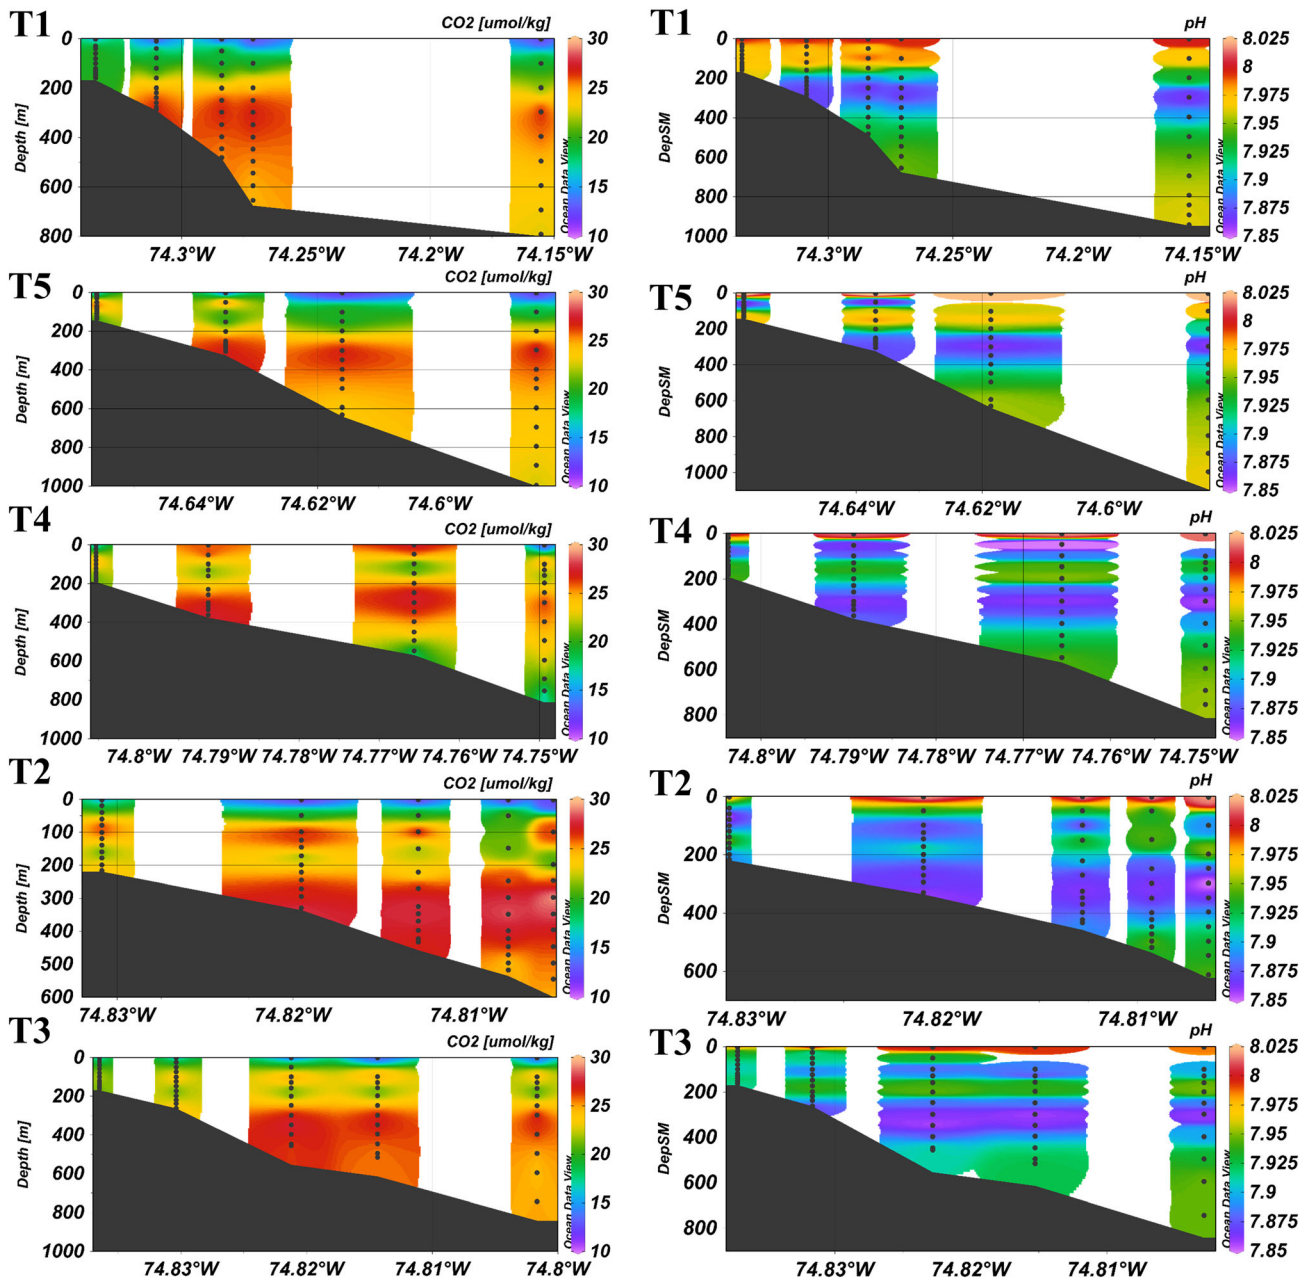 T1
CO2 [umol/kg]
0
200
400
600
800
Depth [m]
74.3°W
74.25°W
74.2°W
74.15°W
30
25
20
15
10
Ocean Data View
T1
pH
0
200
400
600
800
1000
DepSM
74.3°W
74.25°W
74.2°W
74.15°W
8.025
8
7.975
7.95
7.925
7.9
7.875
7.85
Ocean Data View
T5
CO2 [umol/kg]
0
200
400
600
800
1000
Depth [m]
74.64°W
74.62°W
74.6°W
30
25
20
15
10
Ocean Data View
T5
pH
0
200
400
600
800
1000
DepSM
74.64°W
74.62°W
74.6°W
8.025
8
7.975
7.95
7.925
7.9
7.875
7.85
Ocean Data View
T4
CO2 [umol/kg]
0
200
400
600
800
1000
Depth [m]
74.8°W
74.79°W
74.78°W
74.77°W
74.76°W
74.75°W
30
25
20
15
10
Ocean Data View
T4
pH
0
200
400
600
800
DepSM
74.8°W
74.79°W
74.78°W
74.77°W
74.76°W
74.75°W
8.025
8
7.975
7.95
7.925
7.9
7.875
7.85
Ocean Data View
T2
CO2 [umol/kg]
0
100
200
300
400
500
600
Depth [m]
74.83°W
74.82°W
74.81°W
30
25
20
15
10
Ocean Data View
T2
pH
0
200
400
600
DepSM
74.83°W
74.82°W
74.81°W
8.025
8
7.975
7.95
7.925
7.9
7.875
7.85
Ocean Data View
T3
CO2 [umol/kg]
0
200
400
600
800
1000
Depth [m]
74.83°W
74.82°W
74.81°W
74.8°W
30
25
20
15
10
Ocean Data View
T3
pH
0
200
400
600
800
DepSM
74.83°W
74.82°W
74.81°W
8.025
8
7.975
7.95
7.925
7.9
7.875
7.85
Ocean Data View